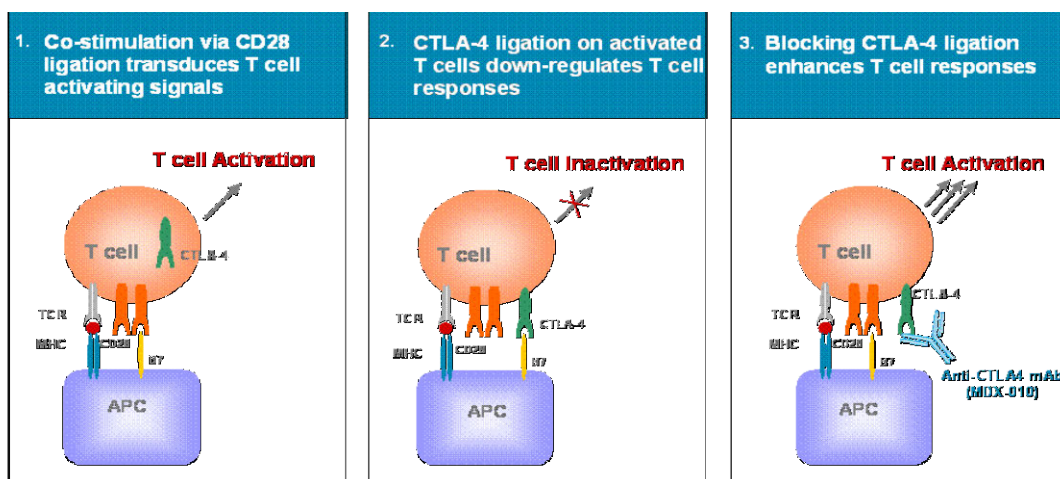 1. Co-stimulation via CD28
ligation transduces T cell
activating signals
T cell Activation
T cell
CTLA-4
TCR
MHC
CD28
B7
APC
2. CTLA-4 ligation on activated
T cells down-regulates T cell
responses
T cell Inactivation
T cell
TCR
CTLA-4
MHC
CD28
B7
APC
3. Blocking CTLA-4 ligation
enhances T cell responses
T cell Activation
T cell
CTLA-4
TCR
MHC
CD28
B7
Anti-CTLA4 mAb
(MDX-010)
APC